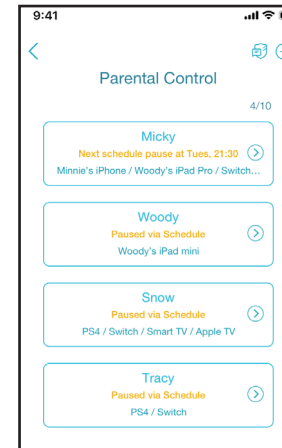 9:41
Parental Control
4/10
Micky
Next schedule pause at Tues, 21:30
Minnie's iPhone / Woody's iPad Pro / Switch...
Woody
Paused via Schedule
Woody's iPad mini
Snow
Paused via Schedule
PS4 / Switch / Smart TV / Apple TV
Tracy
Paused via Schedule
PS4 / Switch